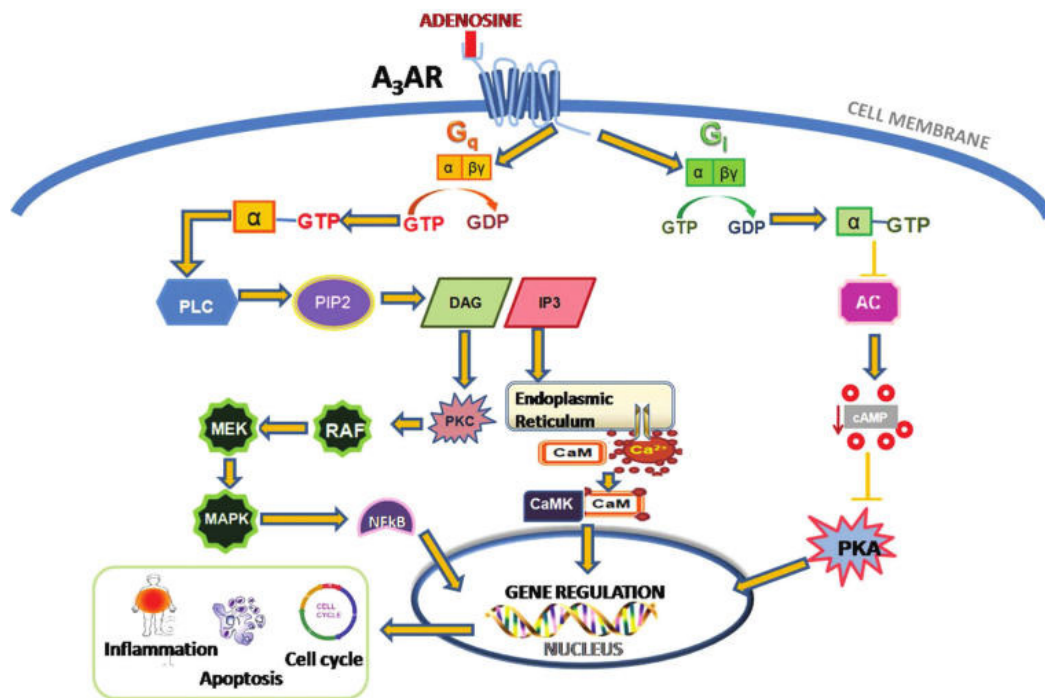 ADENOSINE
A₃AR
CELL MEMBRANE
Gq
Gi
α βγ
α βγ
α GTP
GTP GDP
GTP GDP
α GTP
PLC
PIP2
DAG
IP3
AC
Endoplasmic
Reticulum
cAMP
MEK
RAF
PKC
CaM
Ca²⁺
MAPK
NFkB
CaMK
CaM
PKA
GENE REGULATION
NUCLEUS
CELL
CYCLE
Inflammation
Apoptosis
Cell cycle